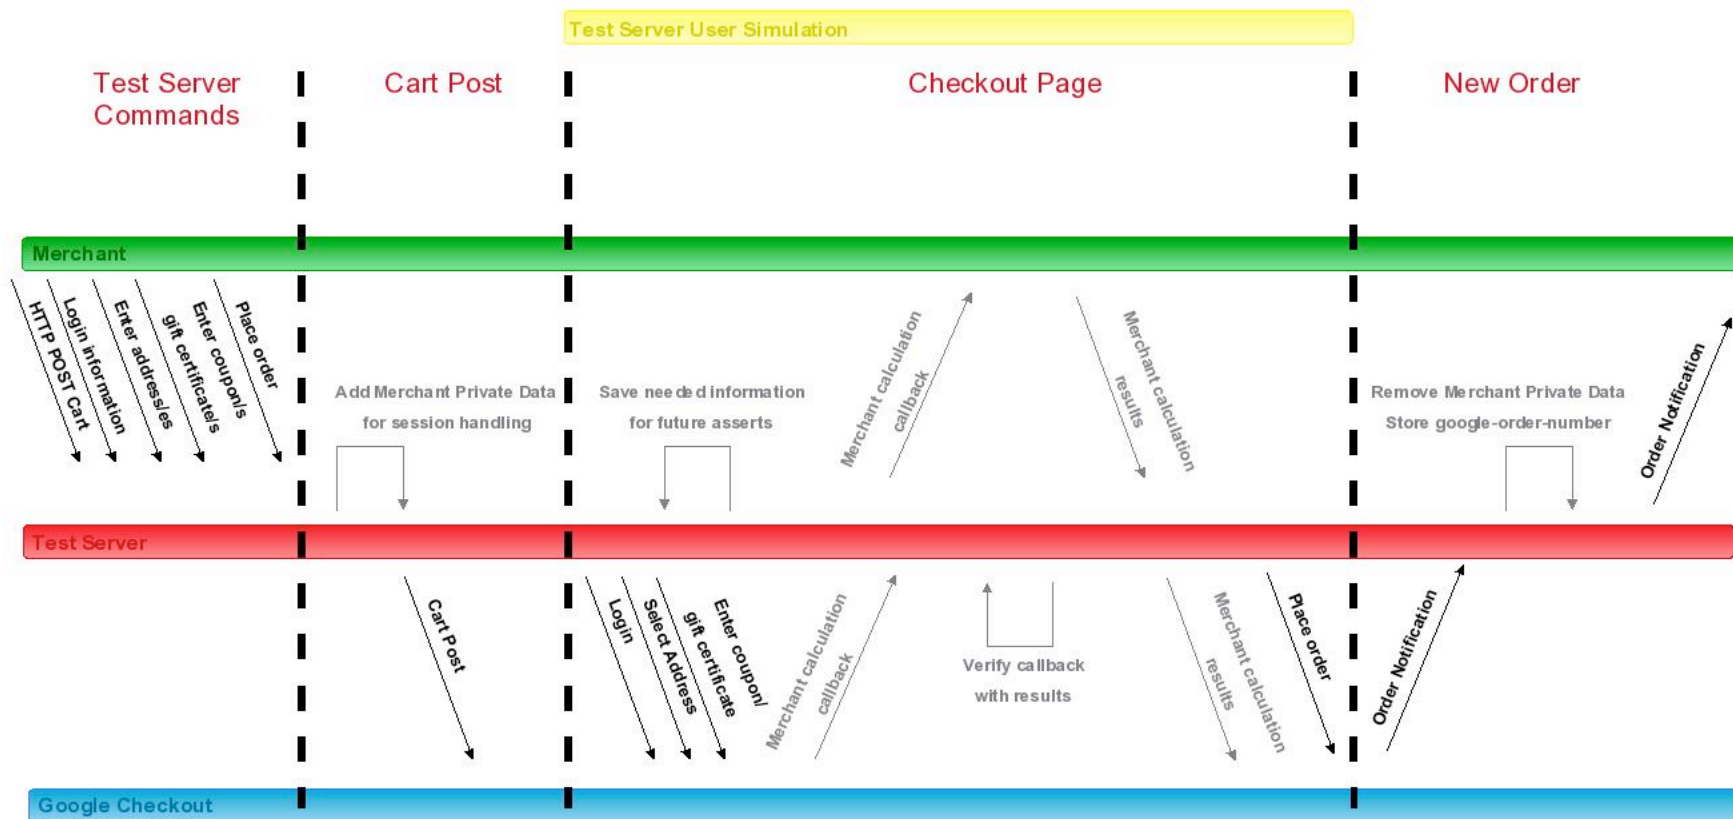 Test Server User Simulation
Test Server
Commands
Cart Post
Checkout Page
New Order
Merchant
HTTP POST Cart
Login information
Enter address/es
Enter coupon/s
gift certificate/s
Place order
Add Merchant Private Data
for session handling
Save needed information
for future asserts
Merchant calculation
callback
Merchant calculation
results
Remove Merchant Private Data
Store google-order-number
Order Notification
Test Server
Cart Post
Login
Select Address
Enter coupon/
gift certificate
Merchant calculation
callback
Verify callback
with results
Merchant calculation
results
Place order
Order Notification
Google Checkout